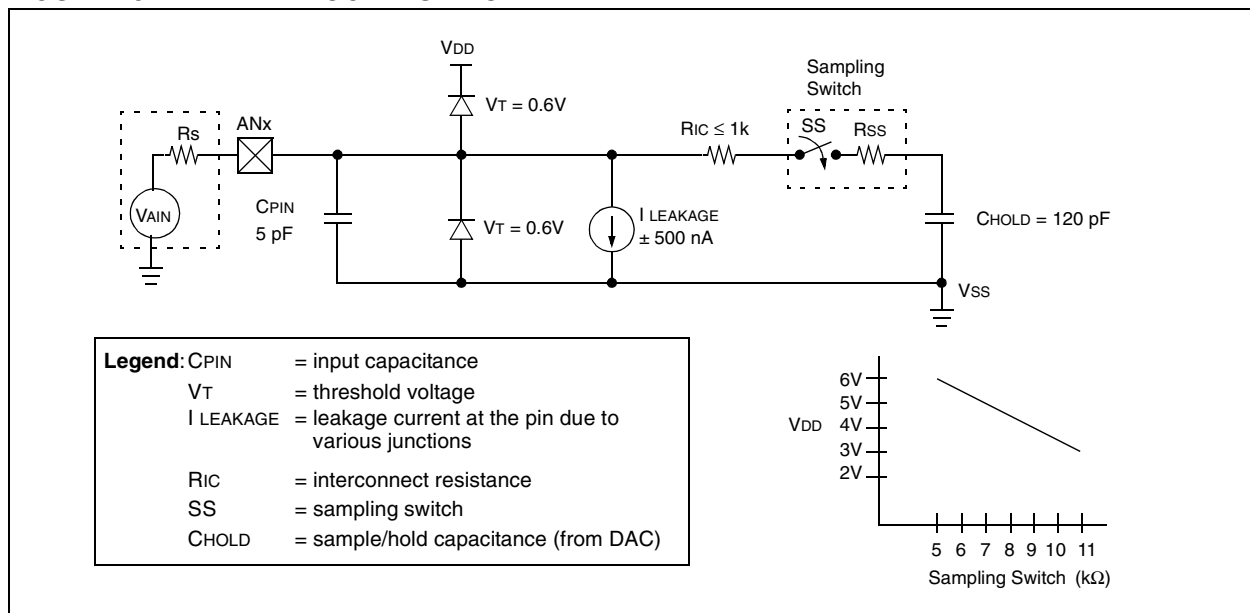 VDD
Sampling
Switch
VT = 0.6V
ANx
Rs
RIC ≤ 1k
SS
RSS
VAIN
CPIN
5 pF
VT = 0.6V
I LEAKAGE
± 500 nA
CHOLD = 120 pF
VSS
Legend: CPIN = input capacitance
VT = threshold voltage
I LEAKAGE = leakage current at the pin due to
various junctions
RIC = interconnect resistance
SS = sampling switch
CHOLD = sample/hold capacitance (from DAC)
6V
5V
VDD 4V
3V
2V
5 6 7 8 9 10 11
Sampling Switch (kΩ)